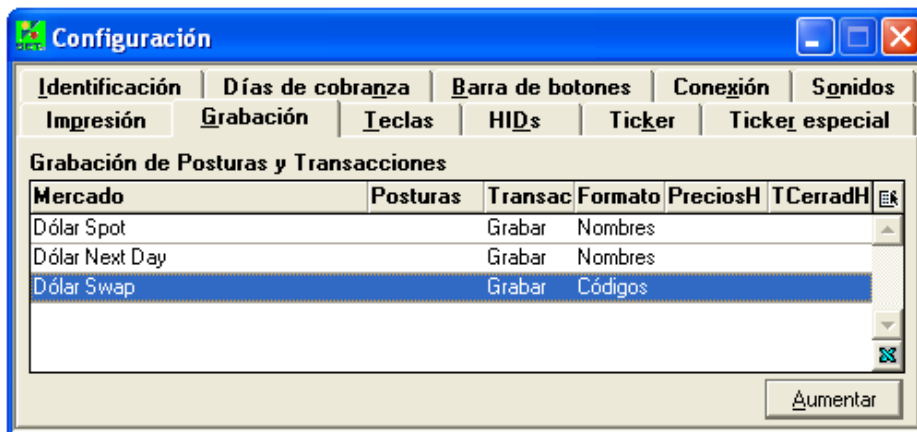 Configuración
Identificación Días de cobranza Barra de botones Conexión Sonidos
Impresión Grabación Teclas HIDs Ticker Ticker especial
Grabación de Posturas y Transacciones
Mercado Posturas Transac Formato PreciosH TCerradH
Dólar Spot Grabar Nombres
Dólar Next Day Grabar Nombres
Dólar Swap Grabar Códigos
Aumentar